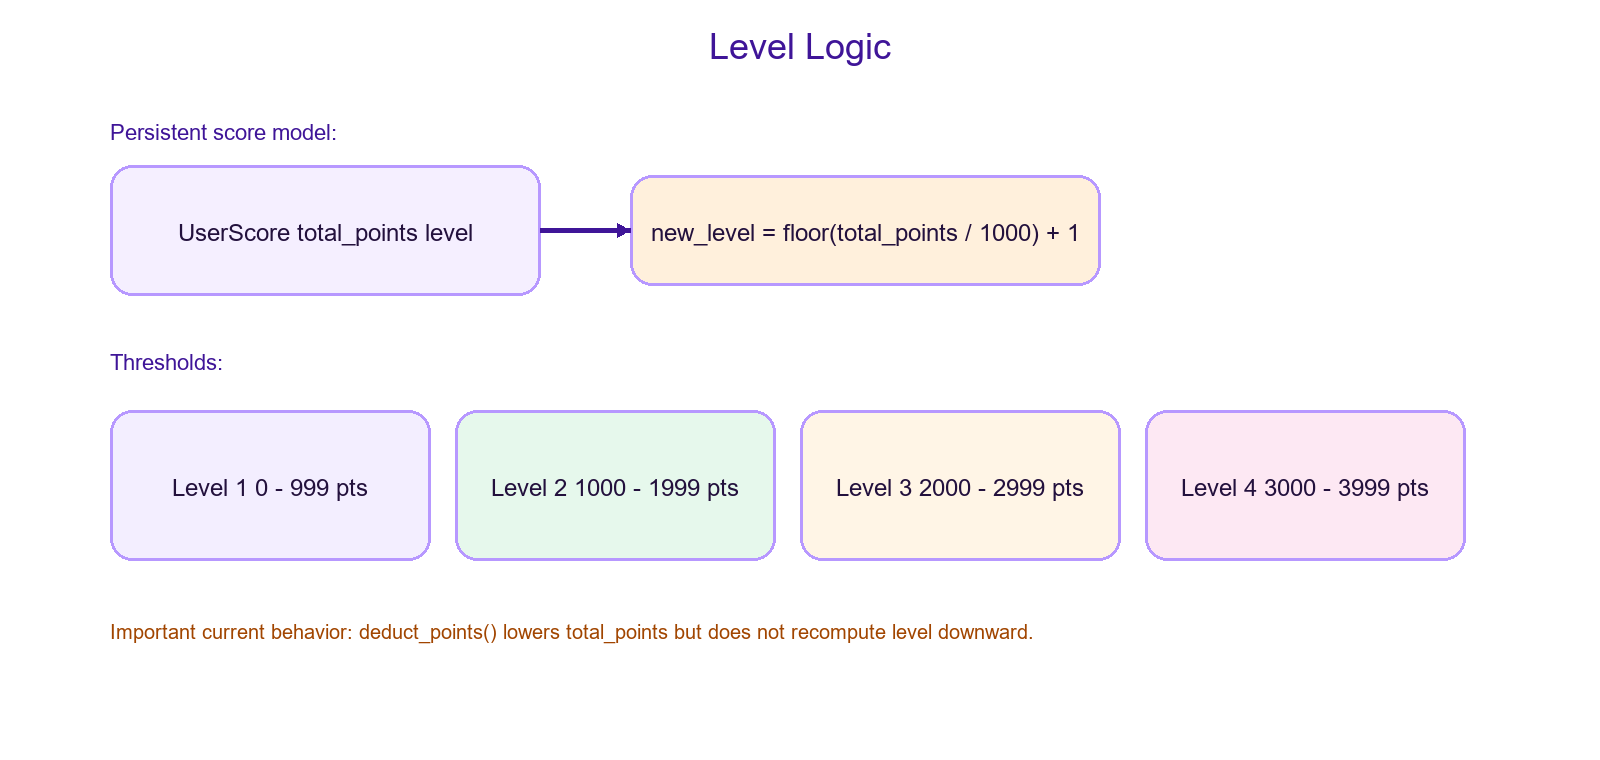 Level Logic
Persistent score model:
UserScore total_points level
new_level = floor(total_points / 1000) + 1
Thresholds:
Level 1 0 - 999 pts
Level 2 1000 - 1999 pts
Level 3 2000 - 2999 pts
Level 4 3000 - 3999 pts
Important current behavior: deduct_points() lowers total_points but does not recompute level downward.